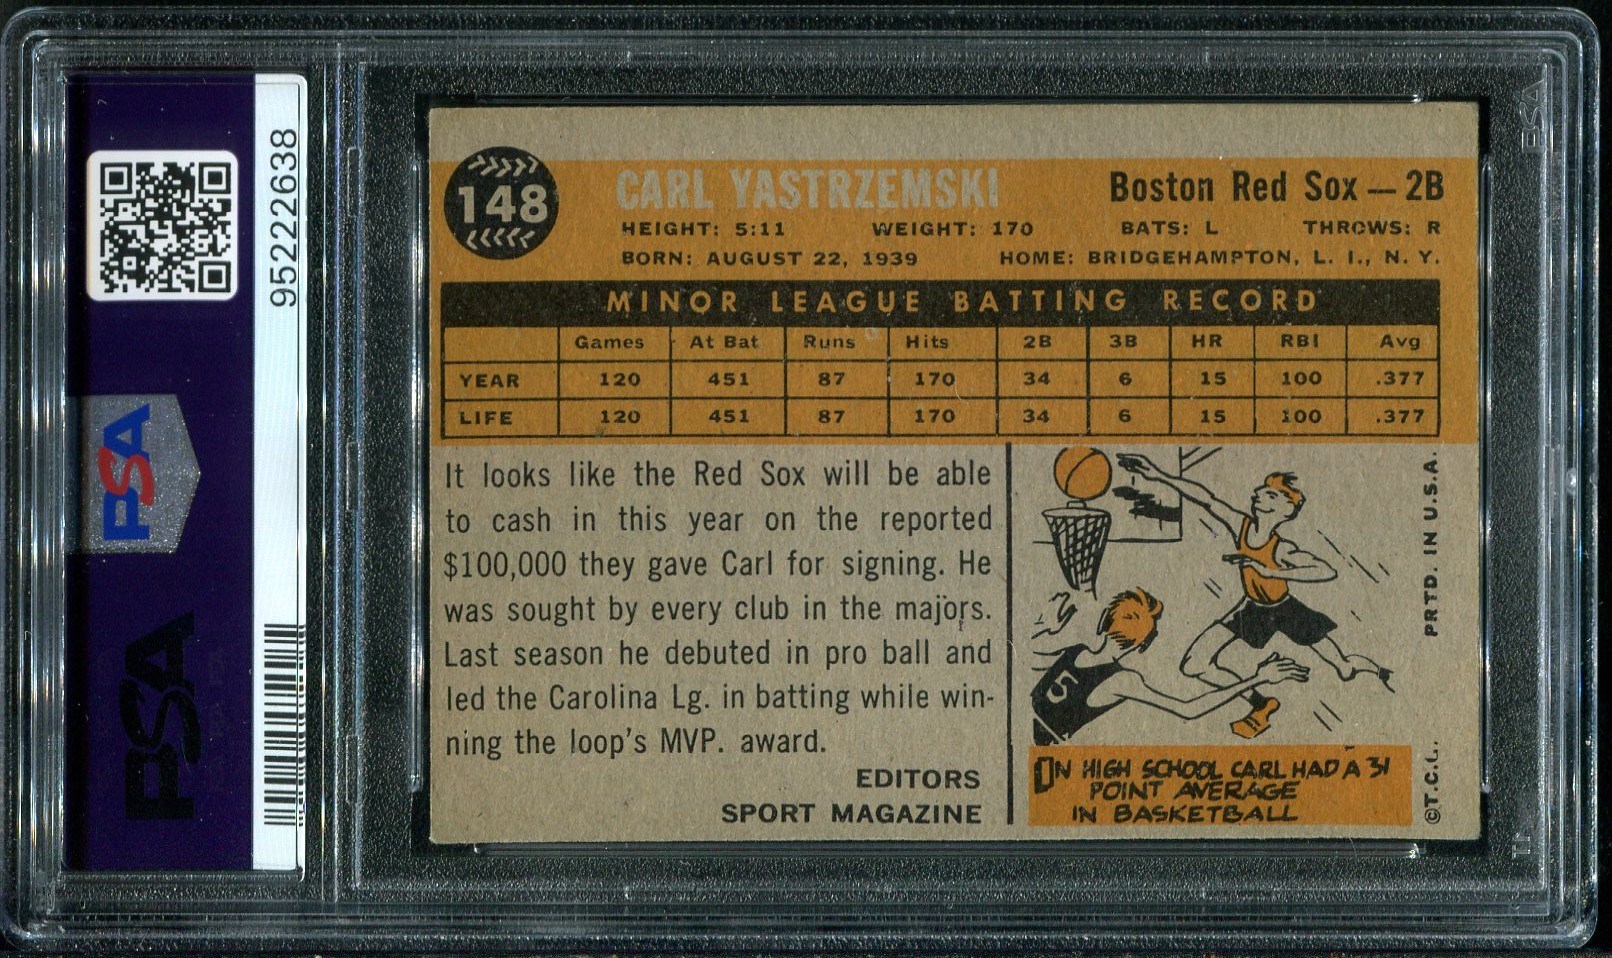 95222638
PSA
PSA
148
CARL YASTRZEMSKI
Boston Red Sox — 2B
HEIGHT: 5:11 WEIGHT: 170 BATS: L THROWS: R
BORN: AUGUST 22, 1939 HOME: BRIDGEHAMPTON, L. I., N. Y.
MINOR LEAGUE BATTING RECORD
Games At Bat Runs Hits 2B 3B HR RBI Avg
YEAR 120 451 87 170 34 6 15 100 .377
LIFE 120 451 87 170 34 6 15 100 .377
It looks like the Red Sox will be able
to cash in this year on the reported
$100,000 they gave Carl for signing. He
was sought by every club in the majors.
Last season he debuted in pro ball and
led the Carolina Lg. in batting while win-
ning the loop's MVP. award.
EDITORS
SPORT MAGAZINE
5
IN HIGH SCHOOL CARL HAD A 31
POINT AVERAGE
IN BASKETBALL
©T.C.G. PRTD. IN U.S.A.
PSA